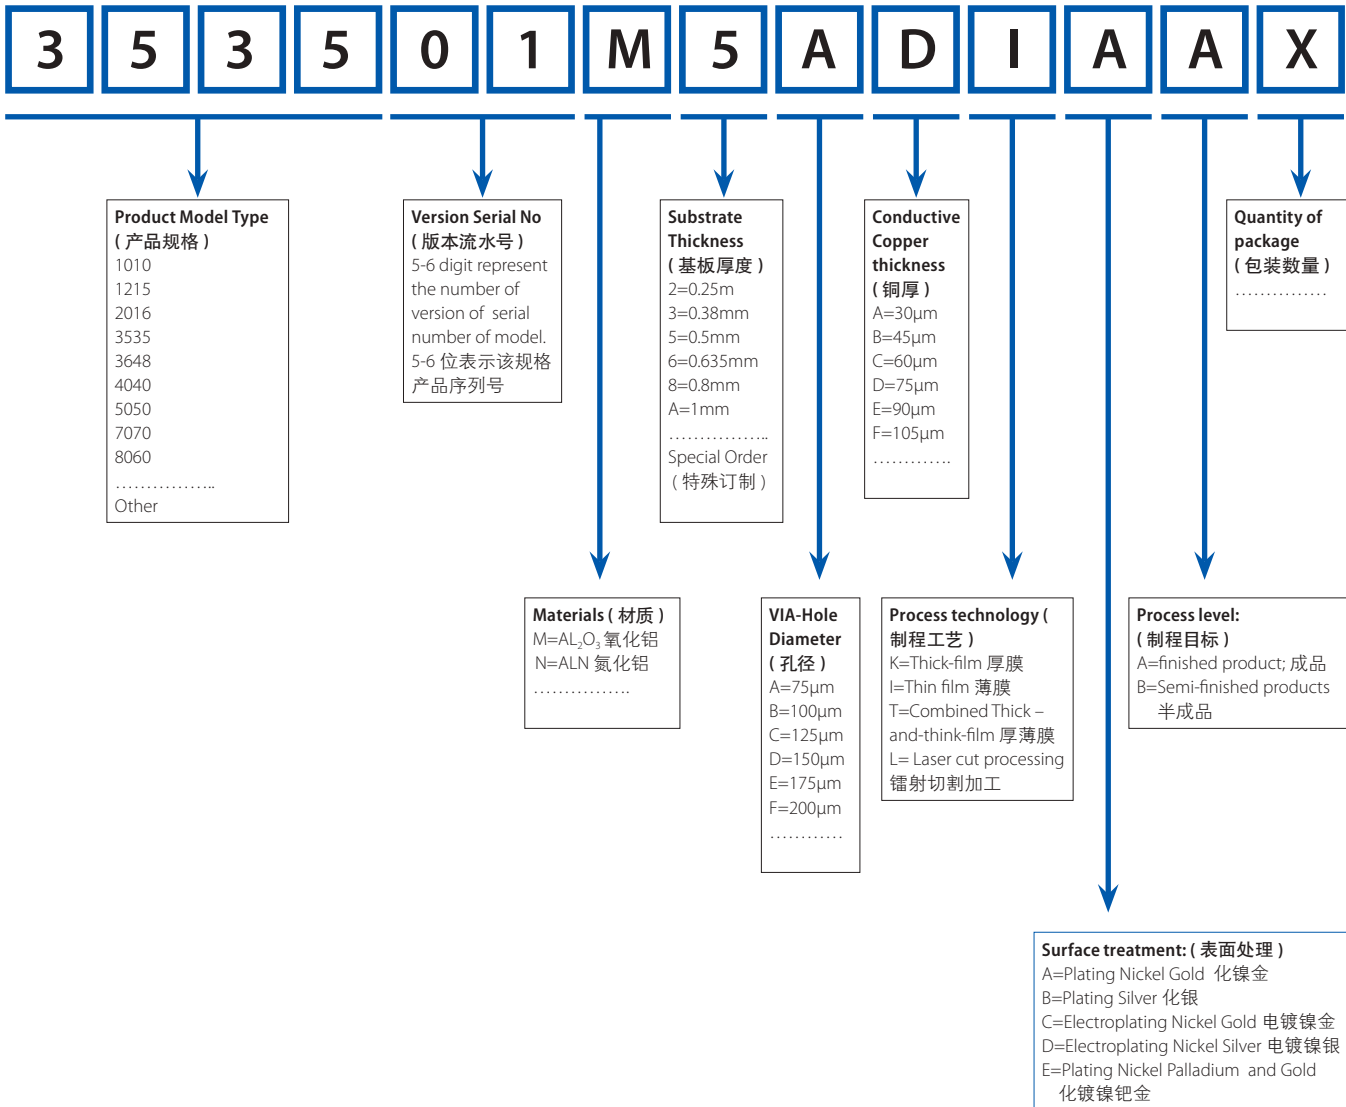 3 5 3 5 0 1 M 5 A D I A A X
Product Model Type
( 产品规格 )
1010
1215
2016
3535
3648
4040
5050
7070
8060
……………..
Other
Version Serial No
( 版本流水号 )
5-6 digit represent
the number of
version of serial
number of model.
5-6 位表示该规格
产品序列号
Substrate
Thickness
( 基板厚度 )
2=0.25m
3=0.38mm
5=0.5mm
6=0.635mm
8=0.8mm
A=1mm
……………..
Special Order
( 特殊订制 )
Conductive
Copper
thickness
( 铜厚 )
A=30μm
B=45μm
C=60μm
D=75μm
E=90μm
F=105μm
………….
Quantity of
package
( 包装数量 )
……………
Materials ( 材质 )
M=AL₂O₃ 氧化铝
N=ALN 氮化铝
…………….
VIA-Hole
Diameter
( 孔径 )
A=75μm
B=100μm
C=125μm
D=150μm
E=175μm
F=200μm
…………
Process technology (
制程工艺 )
K=Thick-film 厚膜
I=Thin film 薄膜
T=Combined Thick –
and-think-film 厚薄膜
L= Laser cut processing
镭射切割加工
Process level:
( 制程目标 )
A=finished product; 成品
B=Semi-finished products
半成品
Surface treatment: ( 表面处理 )
A=Plating Nickel Gold 化镍金
B=Plating Silver 化银
C=Electroplating Nickel Gold 电镀镍金
D=Electroplating Nickel Silver 电镀镍银
E=Plating Nickel Palladium and Gold
化镀镍钯金